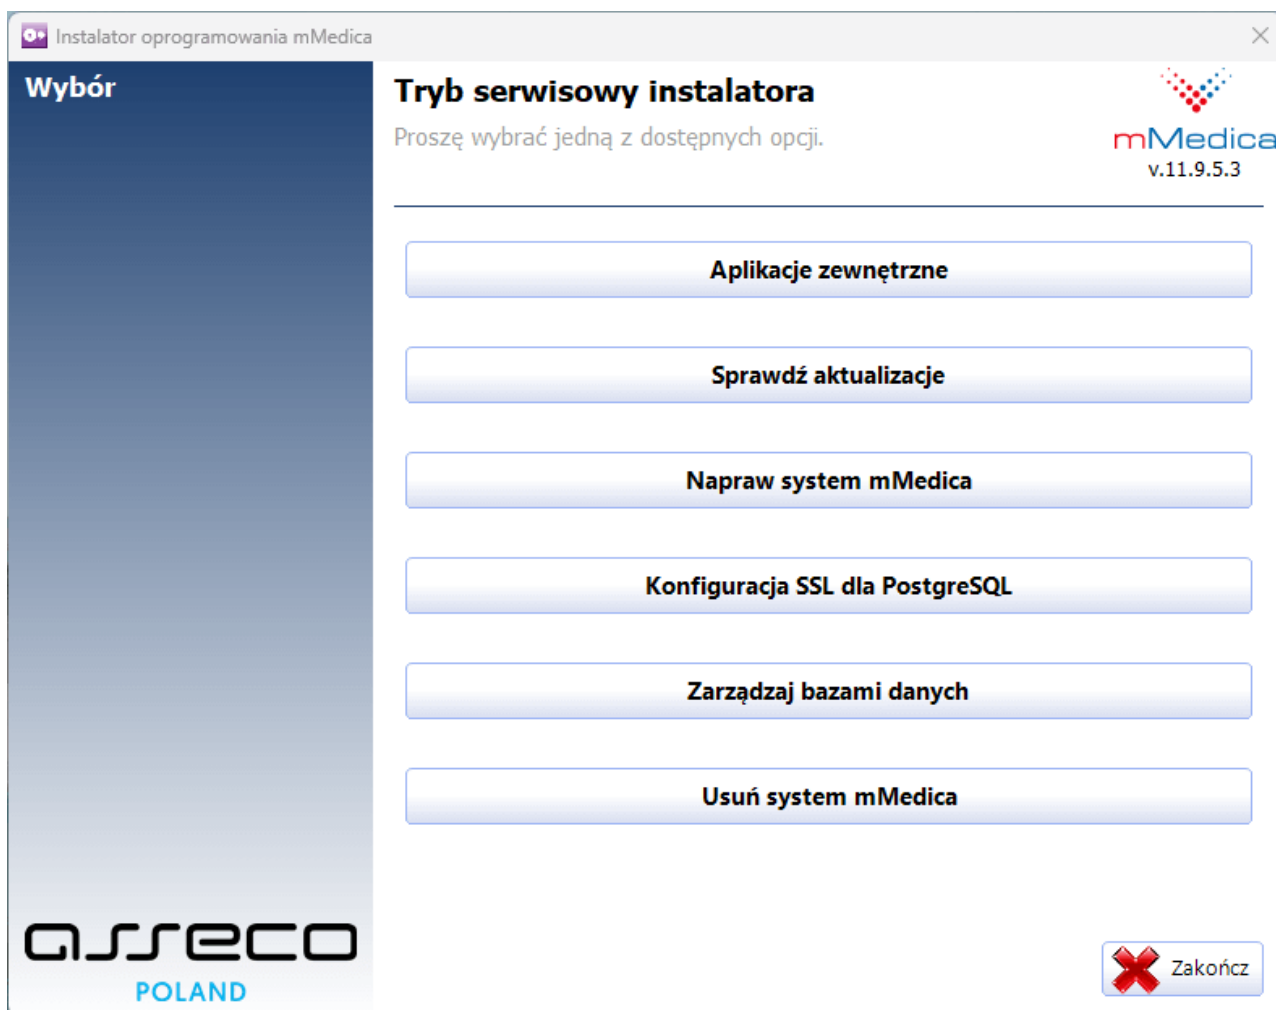 Instalator oprogramowania mMedica
Wybór
Tryb serwisowy instalatora
Proszę wybrać jedną z dostępnych opcji.
mMedica
v.11.9.5.3
Aplikacje zewnętrzne
Sprawdź aktualizacje
Napraw system mMedica
Konfiguracja SSL dla PostgreSQL
Zarządzaj bazami danych
Usuń system mMedica
asseco
POLAND
Zakończ